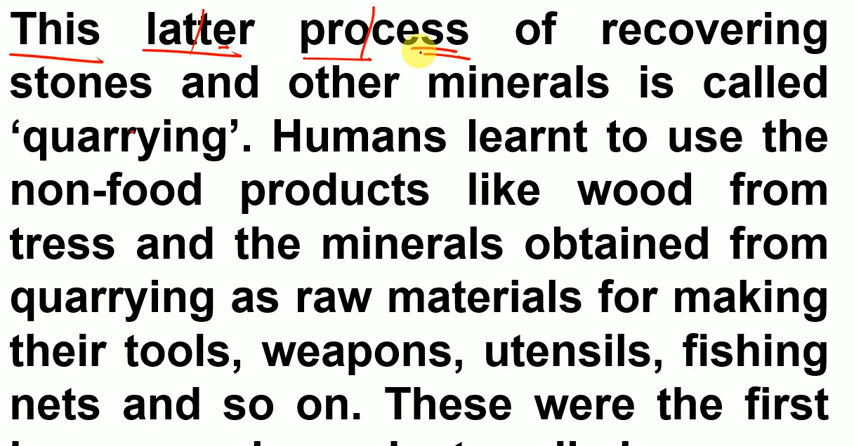 This latter process of recovering
stones and other minerals is called
‘quarrying’. Humans learnt to use the
non-food products like wood from
tress and the minerals obtained from
quarrying as raw materials for making
their tools, weapons, utensils, fishing
nets and so on. These were the first